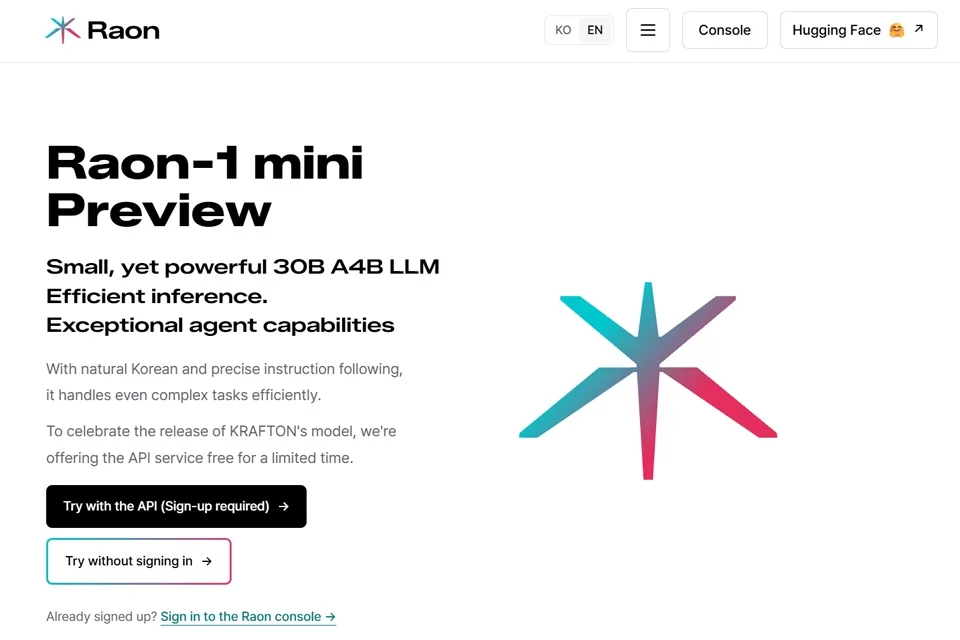 Raon
KO EN
Console
Hugging Face 🤗 ↗
Raon-1 mini
Preview
Small, yet powerful 30B A4B LLM
Efficient inference.
Exceptional agent capabilities
With natural Korean and precise instruction following,
it handles even complex tasks efficiently.
To celebrate the release of KRAFTON's model, we're
offering the API service free for a limited time.
Try with the API (Sign-up required) →
Try without signing in →
Already signed up? Sign in to the Raon console →